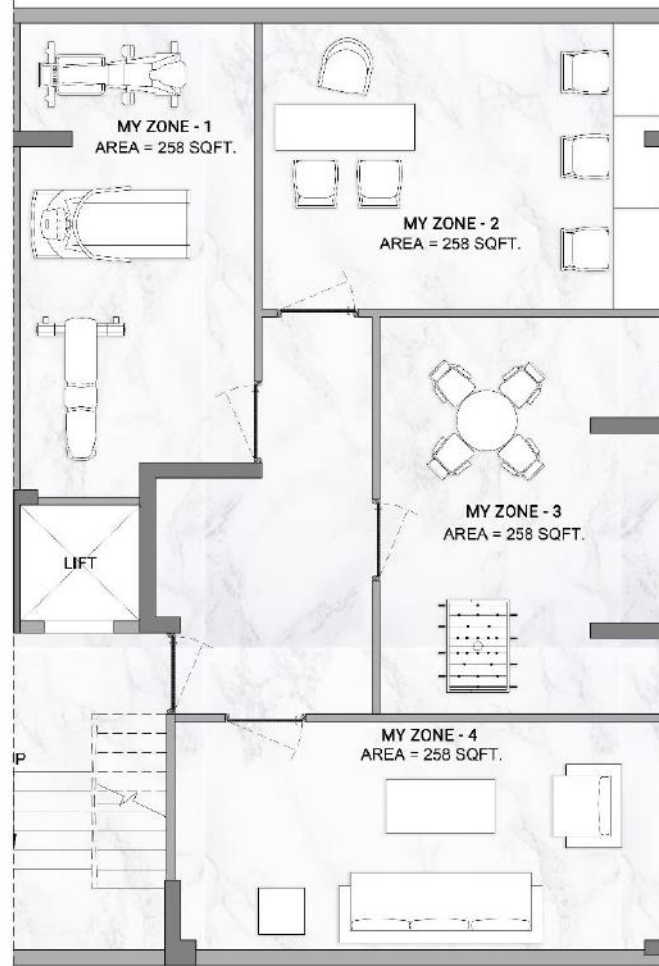 MY ZONE - 1
AREA = 258 SQFT.
MY ZONE - 2
AREA = 258 SQFT.
MY ZONE - 3
AREA = 258 SQFT.
LIFT
MY ZONE - 4
AREA = 258 SQFT.